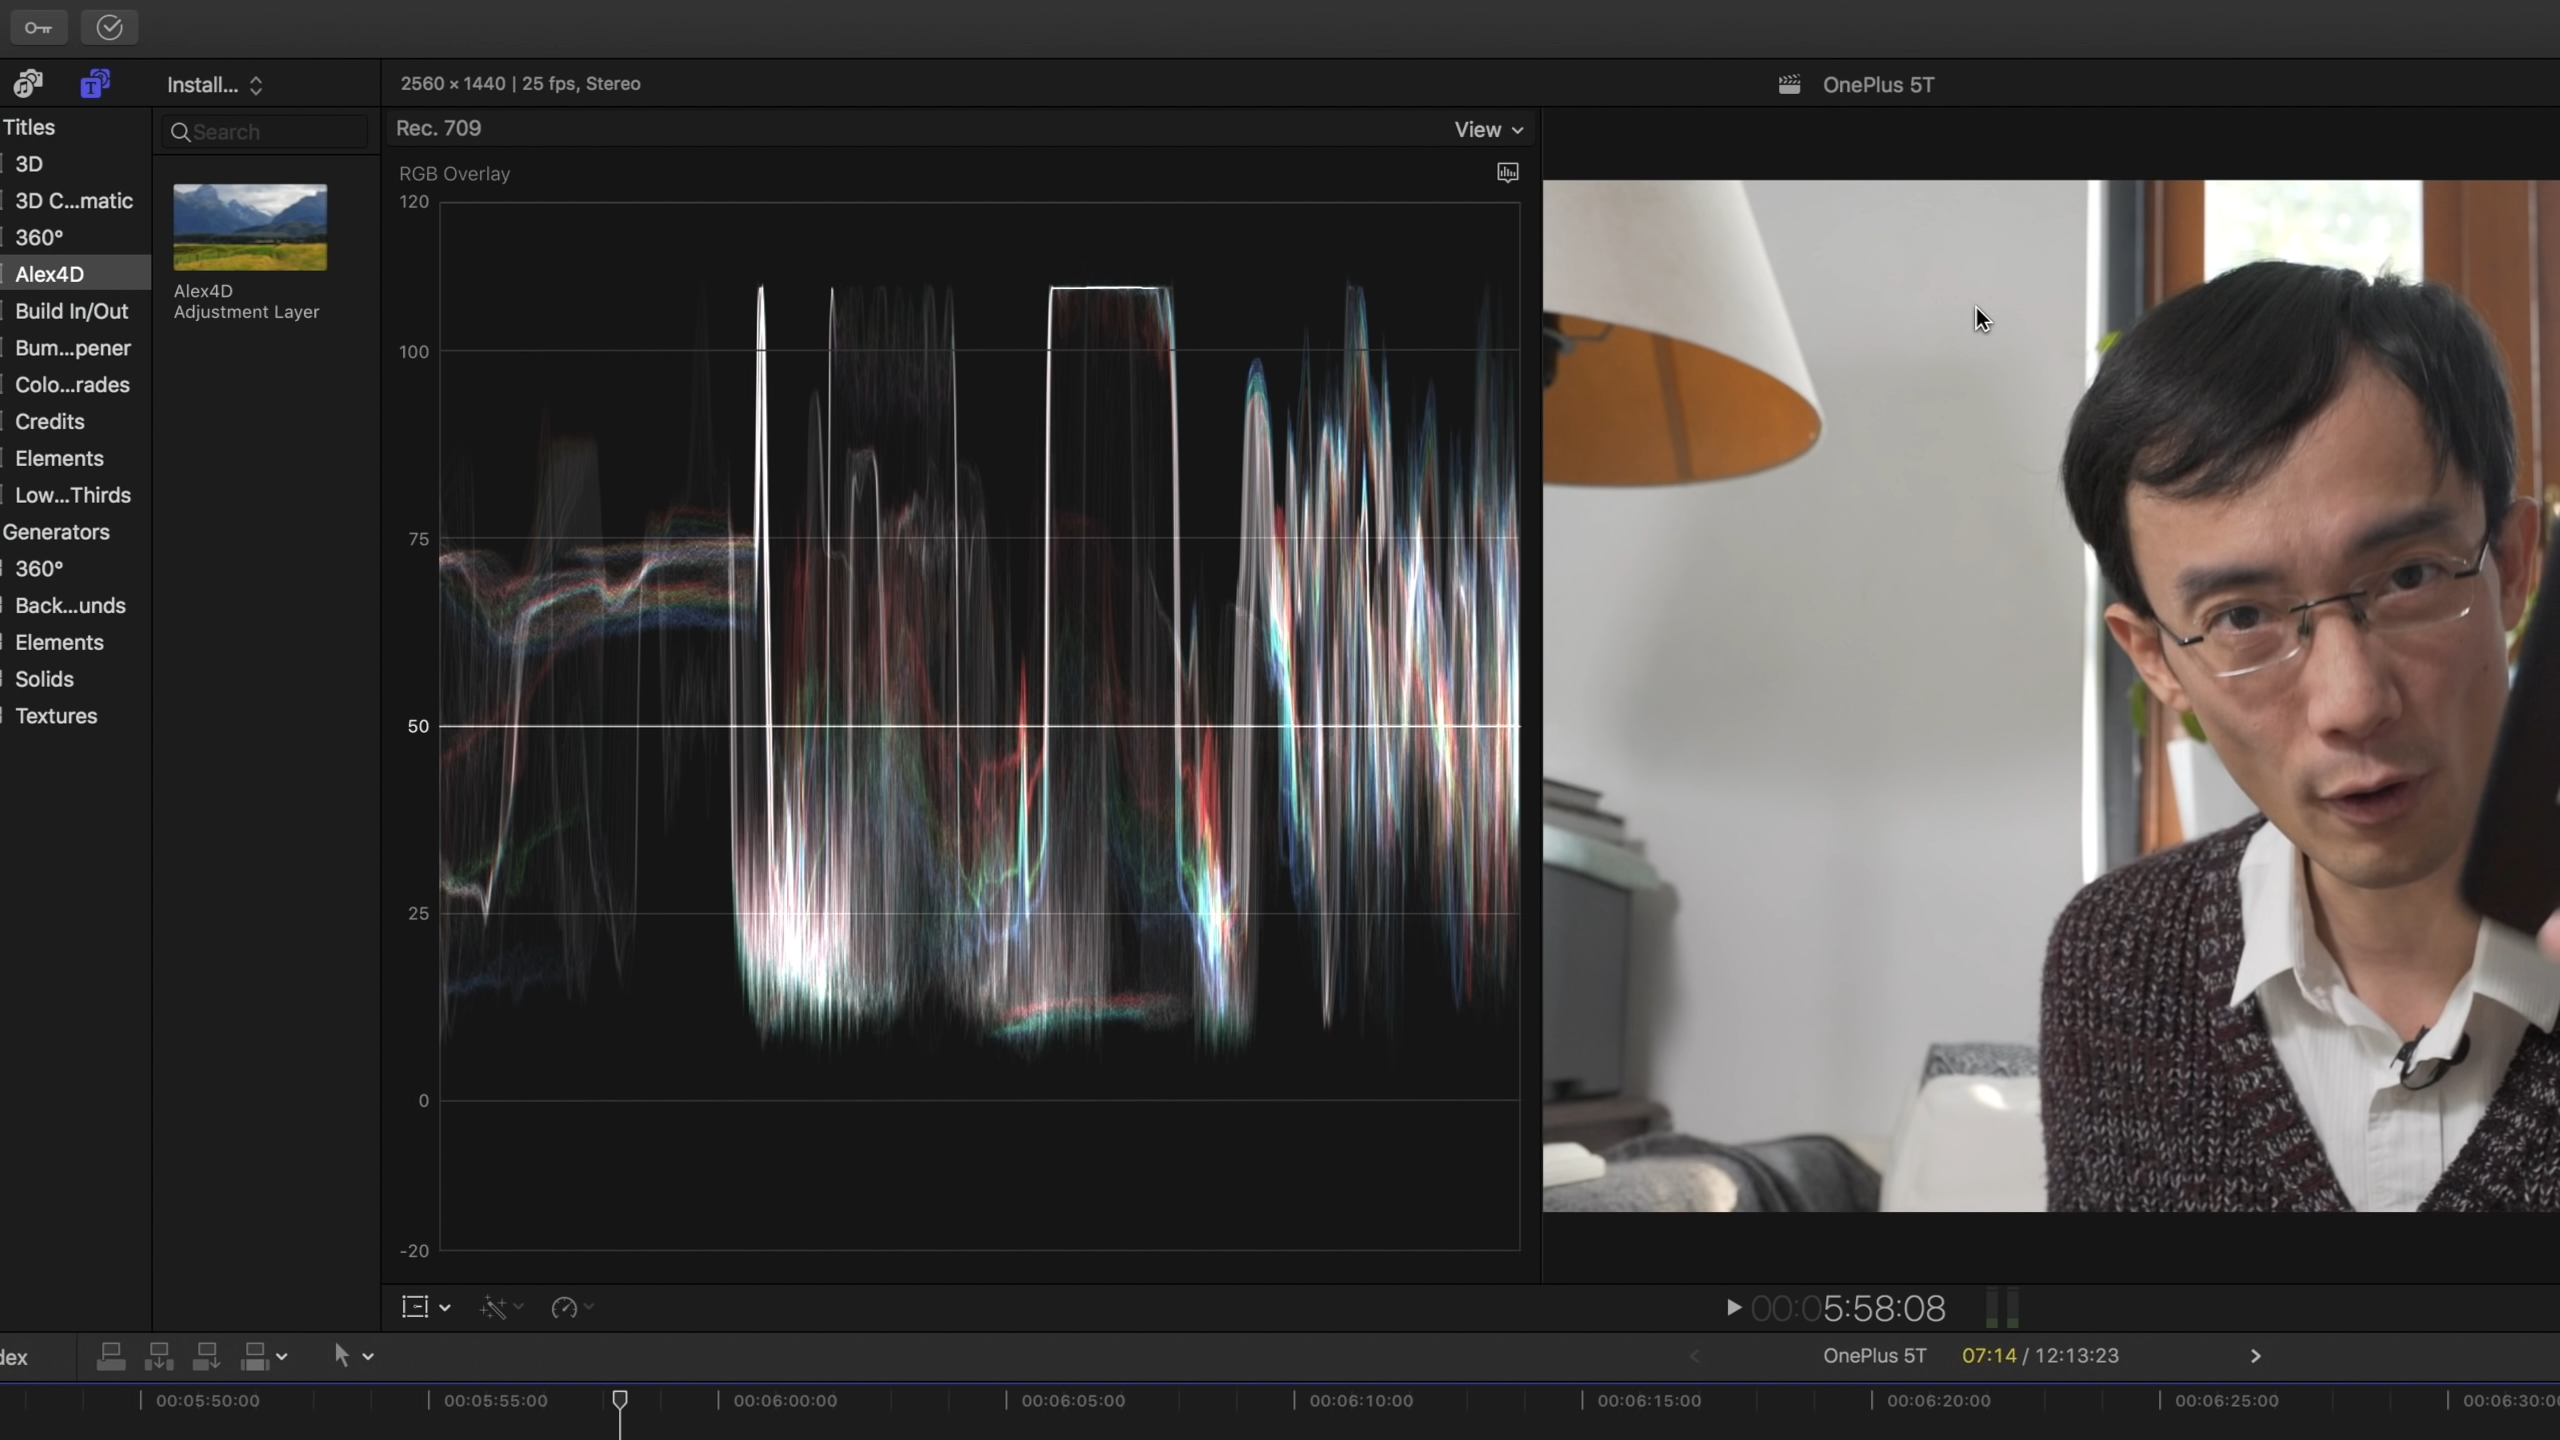 Install...
2560 × 1440 | 25 fps, Stereo
OnePlus 5T
Titles
3D
3D C...matic
360°
Alex4D
Build In/Out
Bum...pener
Colo...rades
Credits
Elements
Low...Thirds
Generators
360°
Back...unds
Elements
Solids
Textures
Search
Alex4D
Adjustment Layer
Rec. 709
View
RGB Overlay
120
100
75
50
25
0
-20
00:05:58:08
dex
OnePlus 5T 07:14 / 12:13:23
00:05:50:00 00:05:55:00 00:06:00:00 00:06:05:00 00:06:10:00 00:06:15:00 00:06:20:00 00:06:25:00 00:06:30:00